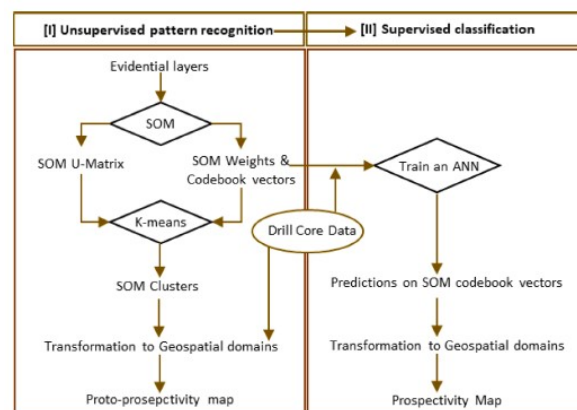 [I] Unsupervised pattern recognition
[II] Supervised classification
Evidential layers
SOM
SOM U-Matrix
SOM Weights &
Codebook vectors
K-means
SOM Clusters
Transformation to Geospatial domains
Proto-prosepctivity map
Drill Core Data
Train an ANN
Predictions on SOM codebook vectors
Transformation to Geospatial domains
Prospectivity Map